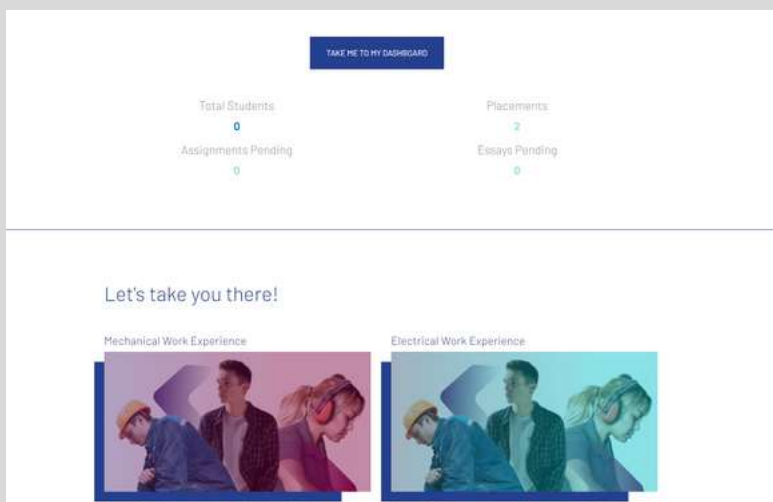 TAKE ME TO MY DASHBOARD
Total Students
0
Placements
2
Assignments Pending
0
Essays Pending
0
Let's take you there!
Mechanical Work Experience
Electrical Work Experience